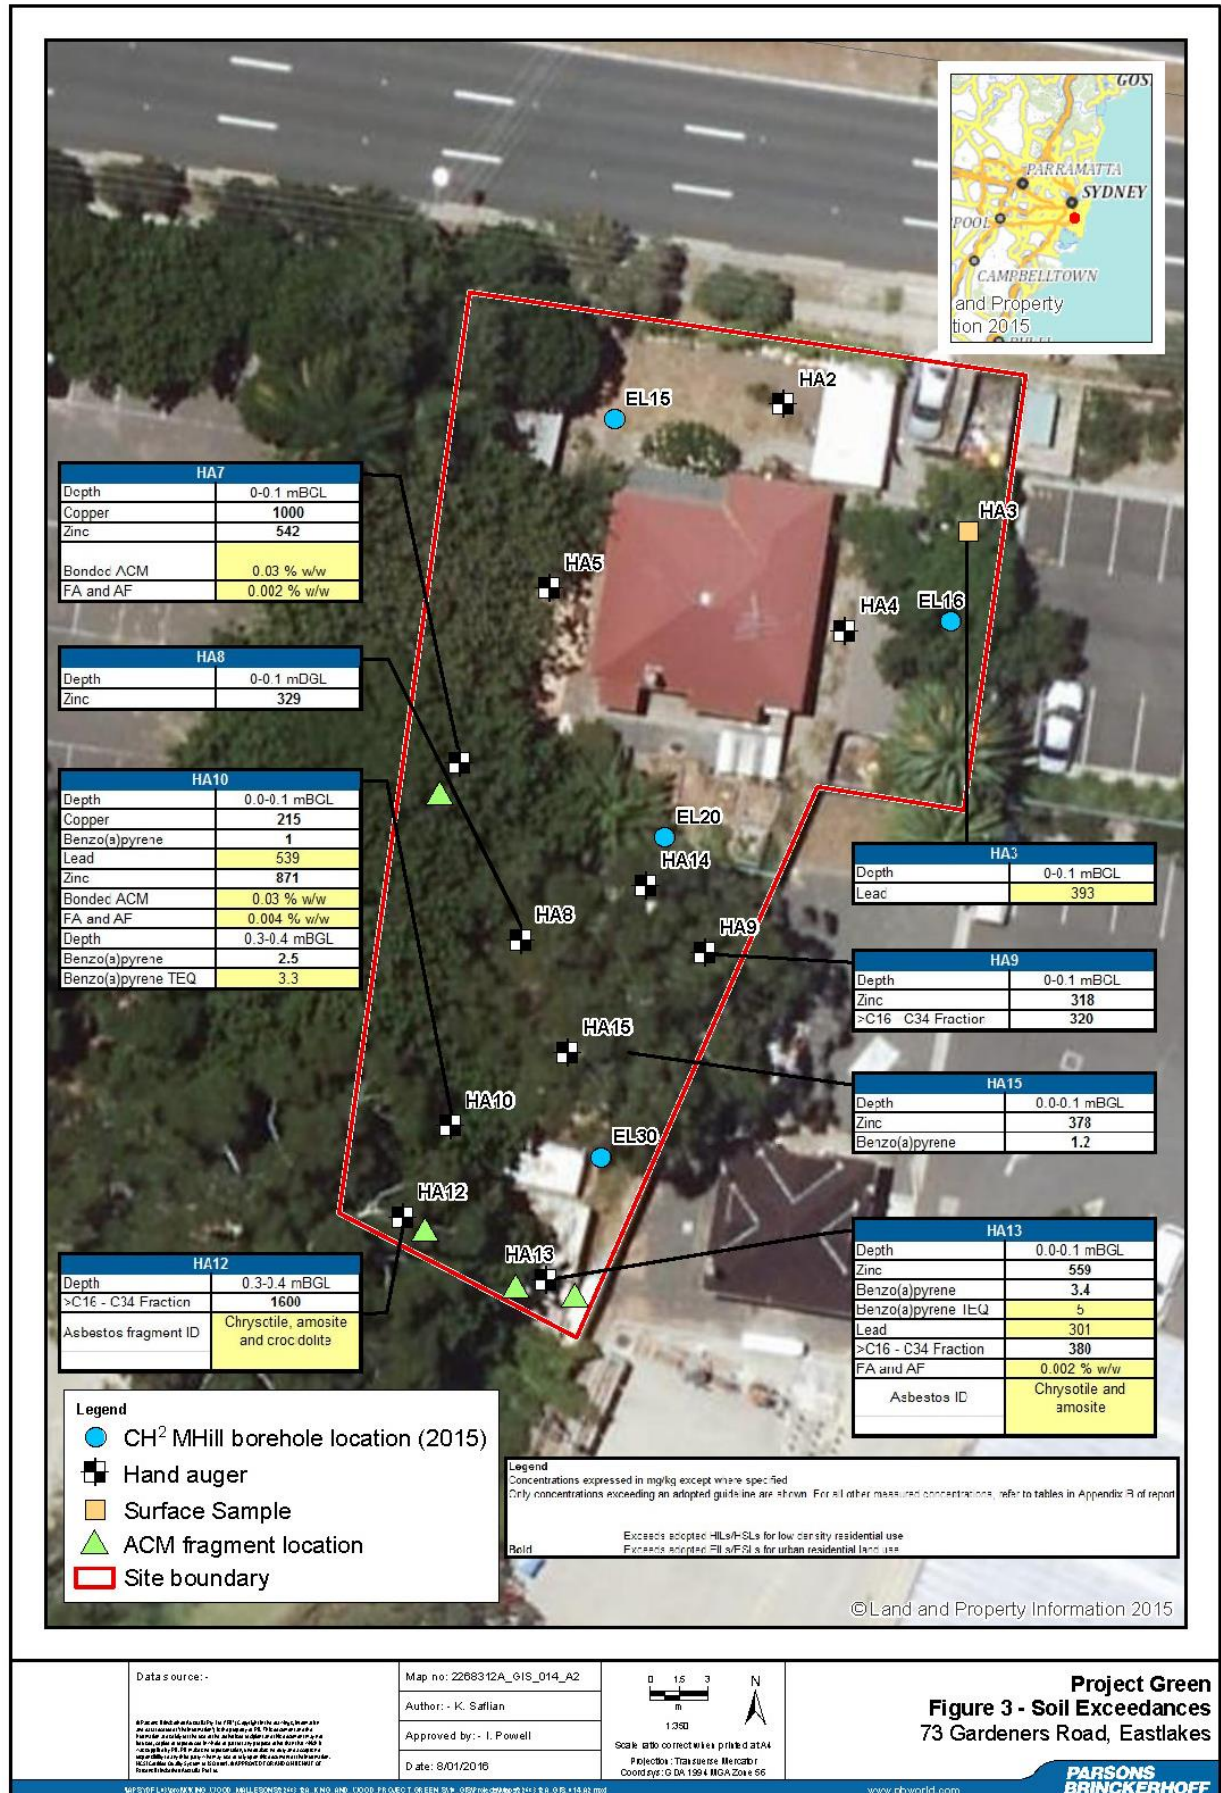 GOS
PARRAMATTA
SYDNEY
POOL
CAMPBELLTOWN
and Property
tion 2015
HA2
EL15
HA3
HA5
HA4
EL16
EL20
HA14
HA8
HA9
HA15
HA10
EL30
HA12
HA13
HA7
Depth 0-0.1 mBGL
Copper 1000
Zinc 542
Bonded ACM 0.03 % w/w
FA and AF 0.002 % w/w
HA8
Depth 0-0.1 mBGL
Zinc 329
HA10
Depth 0.0-0.1 mBGL
Copper 215
Benzo(a)pyrene 1
Lead 539
Zinc 871
Bonded ACM 0.03 % w/w
FA and AF 0.004 % w/w
Depth 0.3-0.4 mBGL
Benzo(a)pyrene 2.5
Benzo(a)pyrene TEQ 3.3
HA3
Depth 0-0.1 mBGL
Lead 393
HA9
Depth 0-0.1 mBGL
Zinc 318
>C16 - C34 Fraction 320
HA15
Depth 0.0-0.1 mBGL
Zinc 378
Benzo(a)pyrene 1.2
HA12
Depth 0.3-0.4 mBGL
>C16 - C34 Fraction 1600
Asbestos fragment ID Chrysotile, amosite
and crocidolite
HA13
Depth 0.0-0.1 mBGL
Zinc 559
Benzo(a)pyrene 3.4
Benzo(a)pyrene TEQ 5
Lead 301
>C16 - C34 Fraction 380
FA and AF 0.002 % w/w
Asbestos ID Chrysotile and
amosite
Legend
CH2 MHill borehole location (2015)
Hand auger
Surface Sample
ACM fragment location
Site boundary
Legend
Concentrations expressed in mg/kg except where specified
Only concentrations exceeding an adopted guideline are shown. For all other measured concentrations, refer to tables in Appendix B of report
Exceeds adopted HILs/HSLs for low density residential use
Bold Exceeds adopted EILs/ESLs for urban residential land use
© Land and Property Information 2015
Data source: -
Map no: 2268312A_GIS_014_A2
Author: - K. Saflian
Approved by: - I. Powell
Date: 8/01/2016
0 1.5 3
m
N
1:350
Scale ratio correct when printed at A4
Projection: Transverse Mercator
Coord sys: GDA 1994 MGA Zone 56
Project Green
Figure 3 - Soil Exceedances
73 Gardeners Road, Eastlakes
www.pbworld.com
PARSONS
BRINCKERHOFF